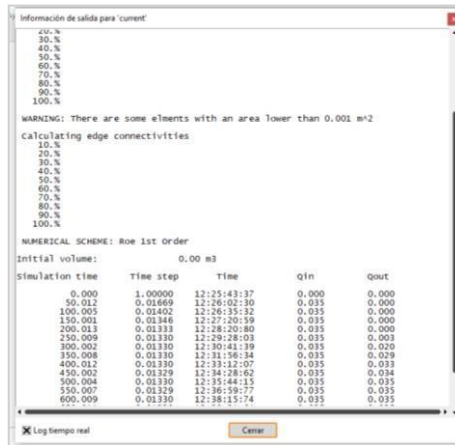 Información de salida para 'current'
20.%
30.%
40.%
50.%
60.%
70.%
80.%
90.%
100.%
WARNING: There are some elments with an area lower than 0.001 m^2
Calculating edge connectivities
10.%
20.%
30.%
40.%
50.%
60.%
70.%
80.%
90.%
100.%
NUMERICAL SCHEME: Roe 1st Order
Initial volume: 0.00 m3
Simulation time Time step Time Qin Qout
0.000 1.00000 12:25:43:37 0.000 0.000
50.012 0.01669 12:26:02:30 0.035 0.000
100.005 0.01402 12:26:35:32 0.035 0.000
150.001 0.01346 12:27:20:59 0.035 0.000
200.013 0.01333 12:28:20:80 0.035 0.000
250.009 0.01330 12:29:28:03 0.035 0.003
300.002 0.01330 12:30:41:39 0.035 0.020
350.008 0.01330 12:31:56:34 0.035 0.029
400.012 0.01330 12:33:12:07 0.035 0.033
450.002 0.01329 12:34:28:62 0.035 0.034
500.004 0.01330 12:35:44:15 0.035 0.035
550.007 0.01329 12:36:59:77 0.035 0.035
600.009 0.01330 12:38:15:74 0.035 0.035
Log tiempo real
Cerrar